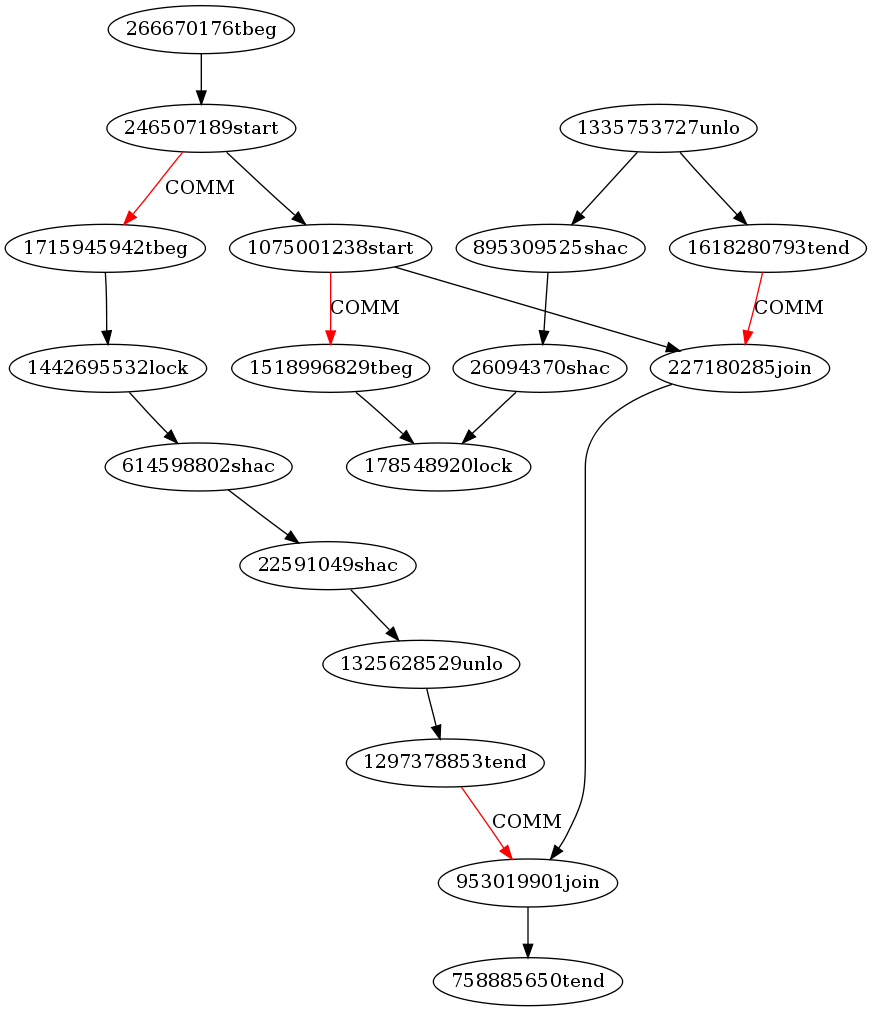 266670176tbeg
246507189start
1335753727unlo
COMM
1715945942tbeg
1075001238start
895309525shac
1618280793tend
COMM
COMM
1442695532lock
1518996829tbeg
26094370shac
227180285join
614598802shac
178548920lock
22591049shac
1325628529unlo
1297378853tend
COMM
953019901join
758885650tend